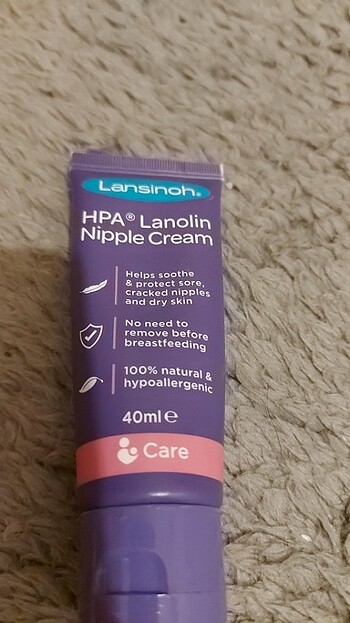 Lansinoh®
HPA® Lanolin
Nipple Cream
Helps soothe
& protect sore,
cracked nipples
and dry skin
No need to
remove before
breastfeeding
100% natural &
hypoallergenic
40ml e
Care